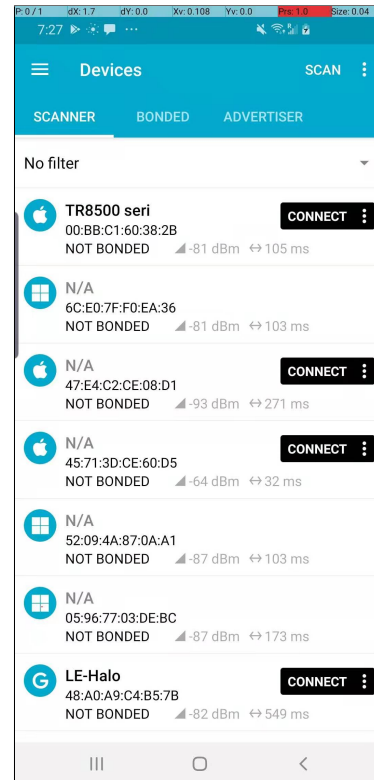 P: 0 / 1 dX: 1.7 dY: 0.0 Xv: 0.108 Yv: 0.0 Prs: 1.0 Size: 0.04
7:27 ...
Devices SCAN
SCANNER BONDED ADVERTISER
No filter
TR8500 seri CONNECT
00:BB:C1:60:38:2B
NOT BONDED -81 dBm 105 ms
N/A
6C:E0:7F:F0:EA:36
NOT BONDED -81 dBm 103 ms
N/A CONNECT
47:E4:C2:CE:08:D1
NOT BONDED -93 dBm 271 ms
N/A CONNECT
45:71:3D:CE:60:D5
NOT BONDED -64 dBm 32 ms
N/A
52:09:4A:87:0A:A1
NOT BONDED -87 dBm 103 ms
N/A
05:96:77:03:DE:BC
NOT BONDED -87 dBm 173 ms
G LE-Halo CONNECT
48:A0:A9:C4:B5:7B
NOT BONDED -82 dBm 549 ms